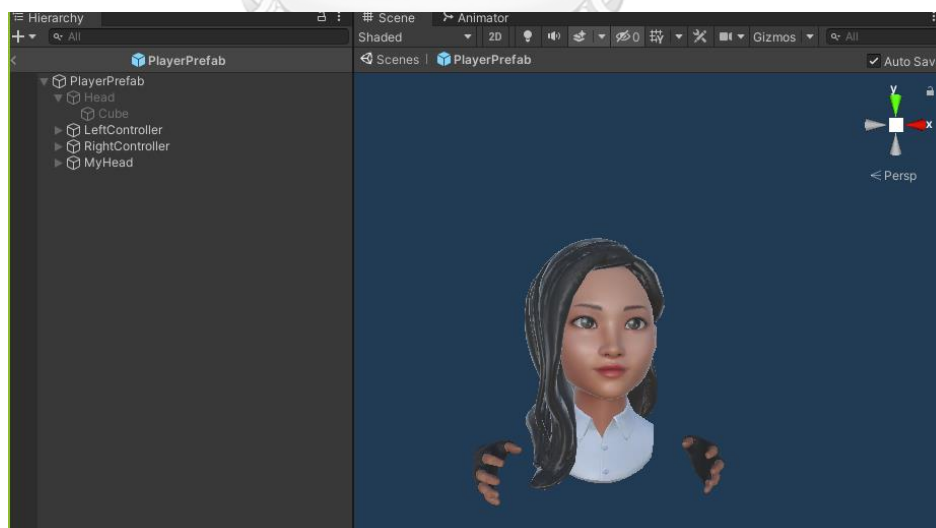 Hierarchy
All
PlayerPrefab
PlayerPrefab
Head
Cube
LeftController
RightController
MyHead
Scene Animator
Shaded 2D 0 Gizmos All
Scenes | PlayerPrefab Auto Sav
y
x
Persp